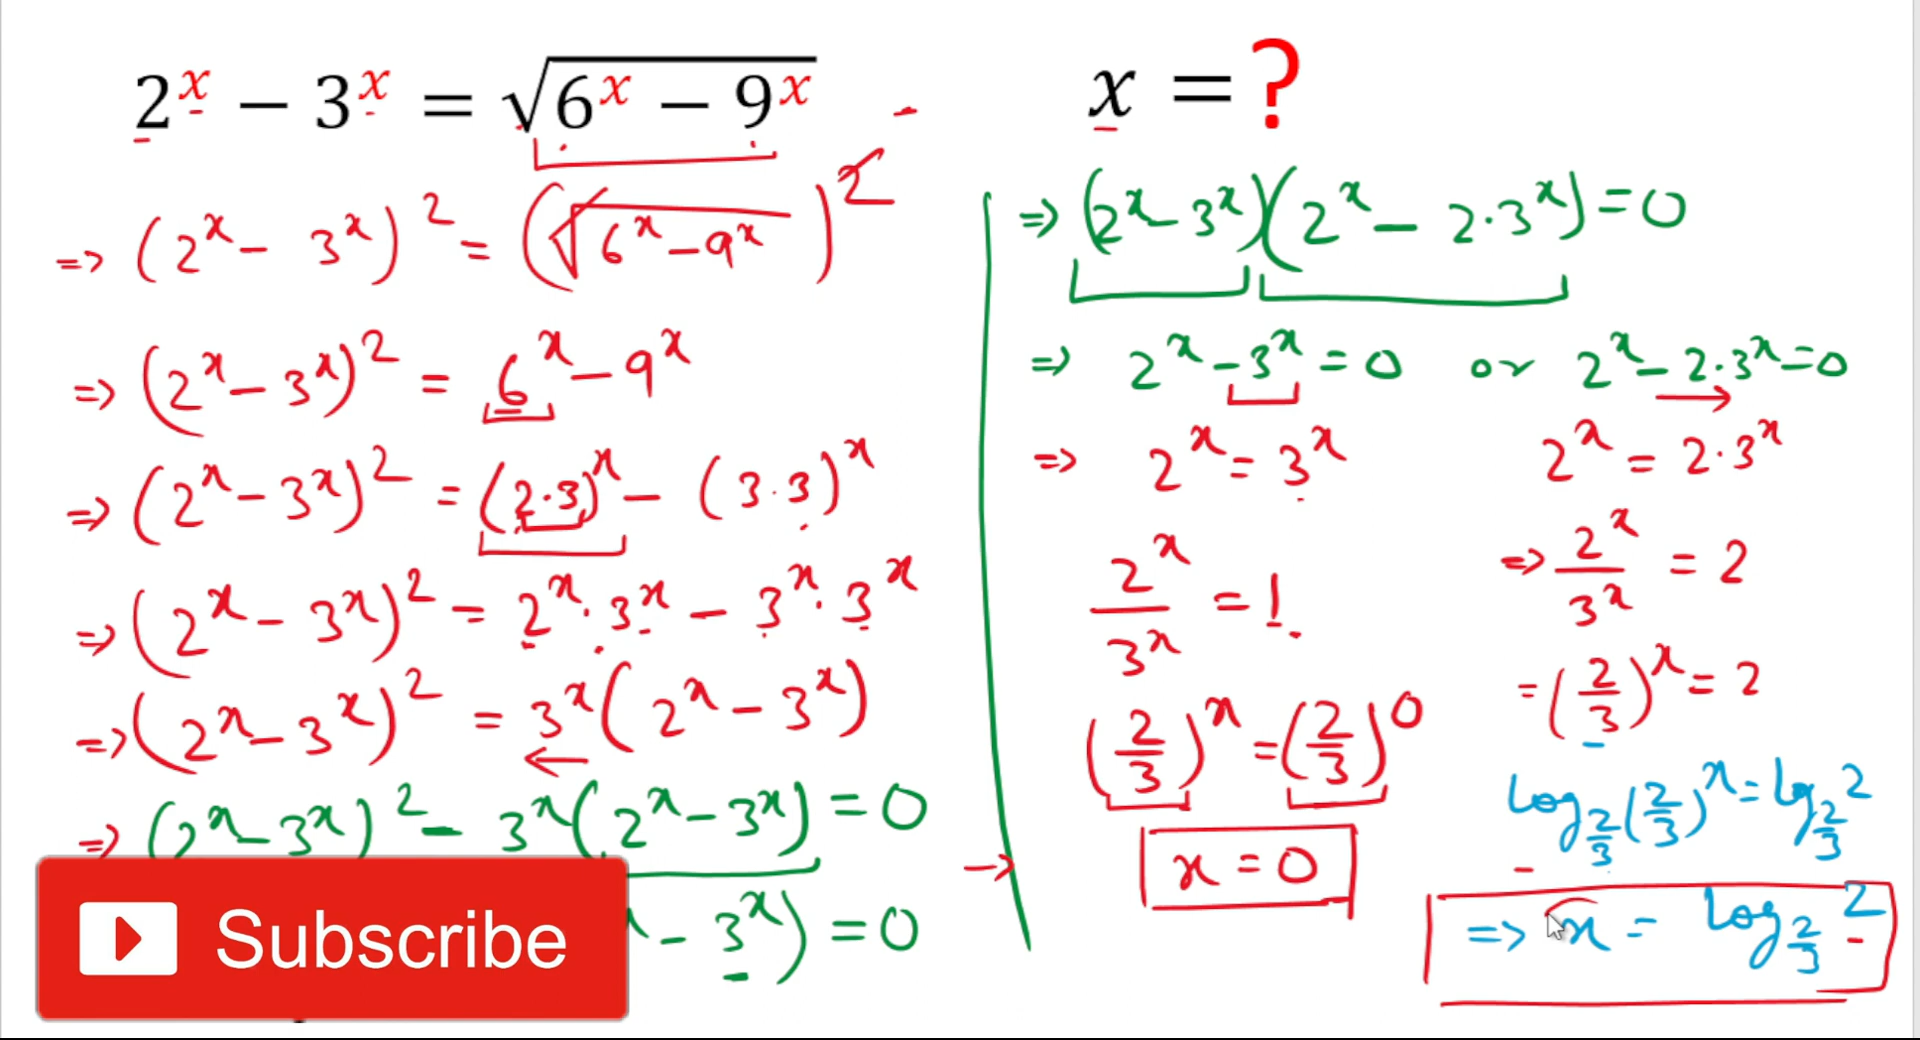 2^x − 3^x = √(6^x − 9^x)
x = ?
=> (2^x − 3^x)^2 = (√(6^x − 9^x))^2
=> (2^x − 3^x)^2 = 6^x − 9^x
=> (2^x − 3^x)^2 = (2·3)^x − (3·3)^x
=> (2^x − 3^x)^2 = 2^x · 3^x − 3^x · 3^x
=> (2^x − 3^x)^2 = 3^x (2^x − 3^x)
=> (2^x − 3^x)^2 − 3^x (2^x − 3^x) = 0
− 3^x) = 0
Subscribe
=> (2^x − 3^x)(2^x − 2·3^x) = 0
=> 2^x − 3^x = 0 or 2^x − 2·3^x = 0
=> 2^x = 3^x
2^x / 3^x = 1
(2/3)^x = (2/3)^0
x = 0
2^x = 2·3^x
=> 2^x / 3^x = 2
= (2/3)^x = 2
log_{2/3} (2/3)^x = log_{2/3} 2
=> x = log_{2/3} 2